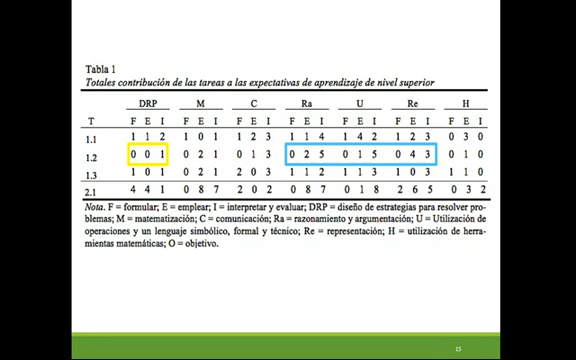 Tabla 1
Totales contribución de las tareas a las expectativas de aprendizaje de nivel superior
DRP M C Ra U Re H
T F E I F E I F E I F E I F E I F E I F E I
1.1 1 1 2 1 0 1 1 2 3 1 1 4 1 4 2 1 2 3 0 3 0
1.2 0 0 1 0 2 1 0 1 3 0 2 5 0 1 5 0 4 3 0 1 0
1.3 1 0 1 0 2 1 2 0 3 1 1 2 1 1 3 1 0 3 1 1 0
2.1 4 4 1 0 8 7 2 0 2 0 8 7 0 1 8 2 6 5 0 3 2
Nota. F = formular; E = emplear; I = interpretar y evaluar; DRP = diseño de estrategias para resolver pro-
blemas; M = matematización; C = comunicación; Ra = razonamiento y argumentación; U = Utilización de
operaciones y un lenguaje simbólico, formal y técnico; Re = representación; H = utilización de herra-
mientas matemáticas; O = objetivo.
15